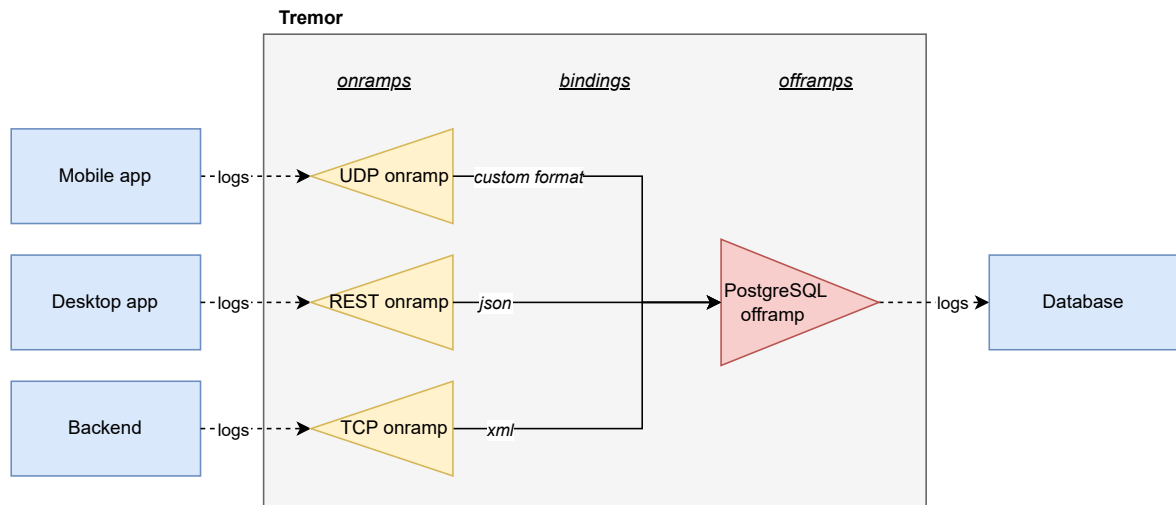 Tremor
onramps
bindings
offramps
Mobile app
logs
UDP onramp
custom format
Desktop app
logs
REST onramp
json
PostgreSQL
offramp
logs
Database
Backend
logs
TCP onramp
xml